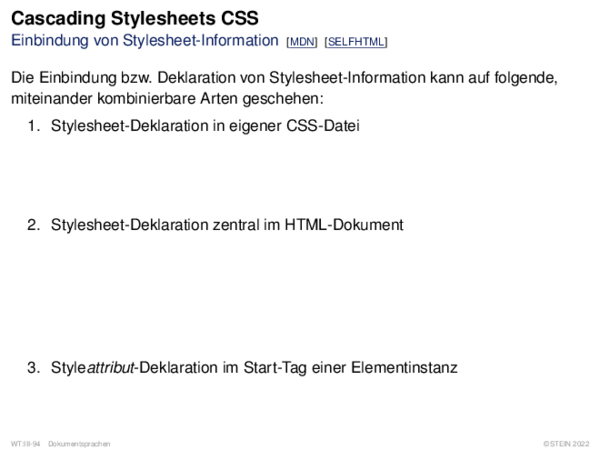 Cascading Stylesheets CSS
Einbindung von Stylesheet-Information [MDN] [SELFHTML]
Die Einbindung bzw. Deklaration von Stylesheet-Information kann auf folgende,
miteinander kombinierbare Arten geschehen:
1. Stylesheet-Deklaration in eigener CSS-Datei
2. Stylesheet-Deklaration zentral im HTML-Dokument
3. Styleattribut-Deklaration im Start-Tag einer Elementinstanz
WT:III-94 Dokumentsprachen ©STEIN 2022